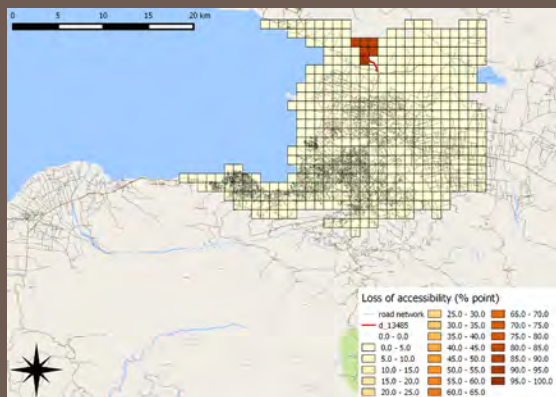 0 5 10 15 20 km
Loss of accessibility (% point)
road network
d_13485
0.0 - 0.0
0.0 - 5.0
5.0 - 10.0
10.0 - 15.0
15.0 - 20.0
20.0 - 25.0
25.0 - 30.0
30.0 - 35.0
35.0 - 40.0
40.0 - 45.0
45.0 - 50.0
50.0 - 55.0
55.0 - 60.0
60.0 - 65.0
65.0 - 70.0
70.0 - 75.0
75.0 - 80.0
80.0 - 85.0
85.0 - 90.0
90.0 - 95.0
95.0 - 100.0